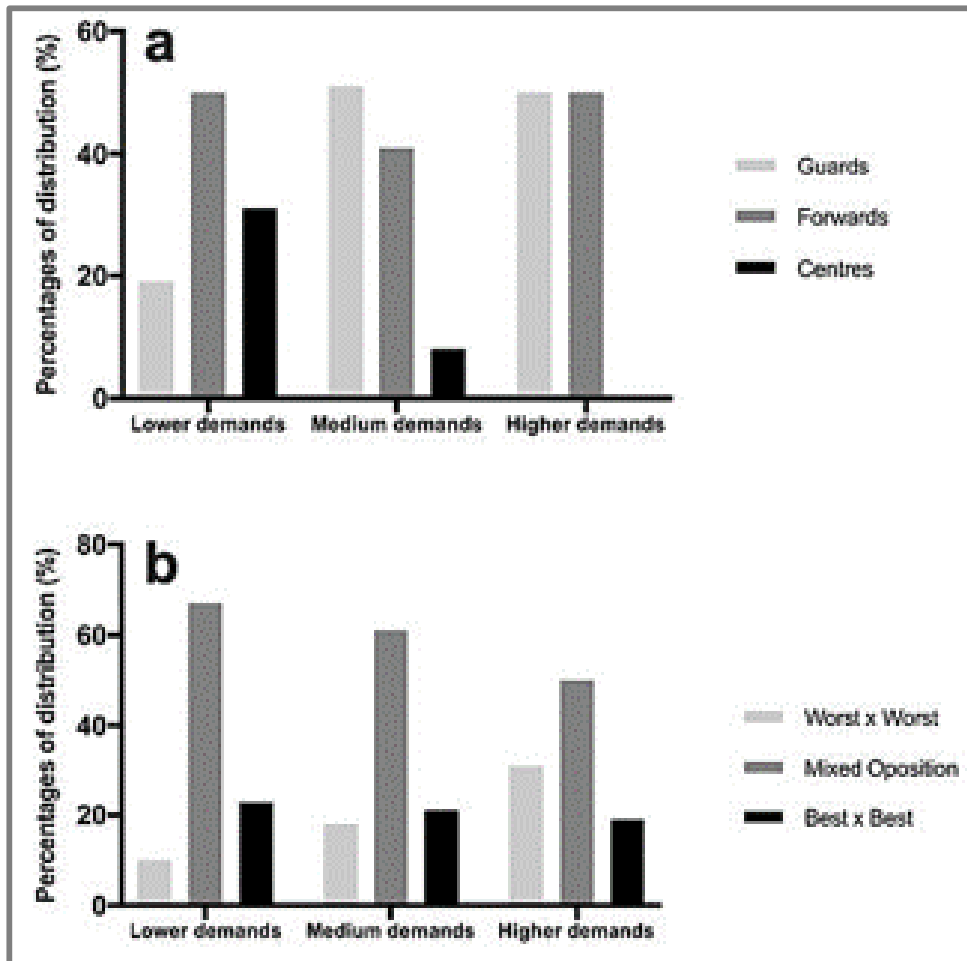 a
Percentages of distribution (%)
60
40
20
0
Lower demands Medium demands Higher demands
Guards
Forwards
Centres
b
Percentages of distribution (%)
80
60
40
20
0
Lower demands Medium demands Higher demands
Worst x Worst
Mixed Oposition
Best x Best